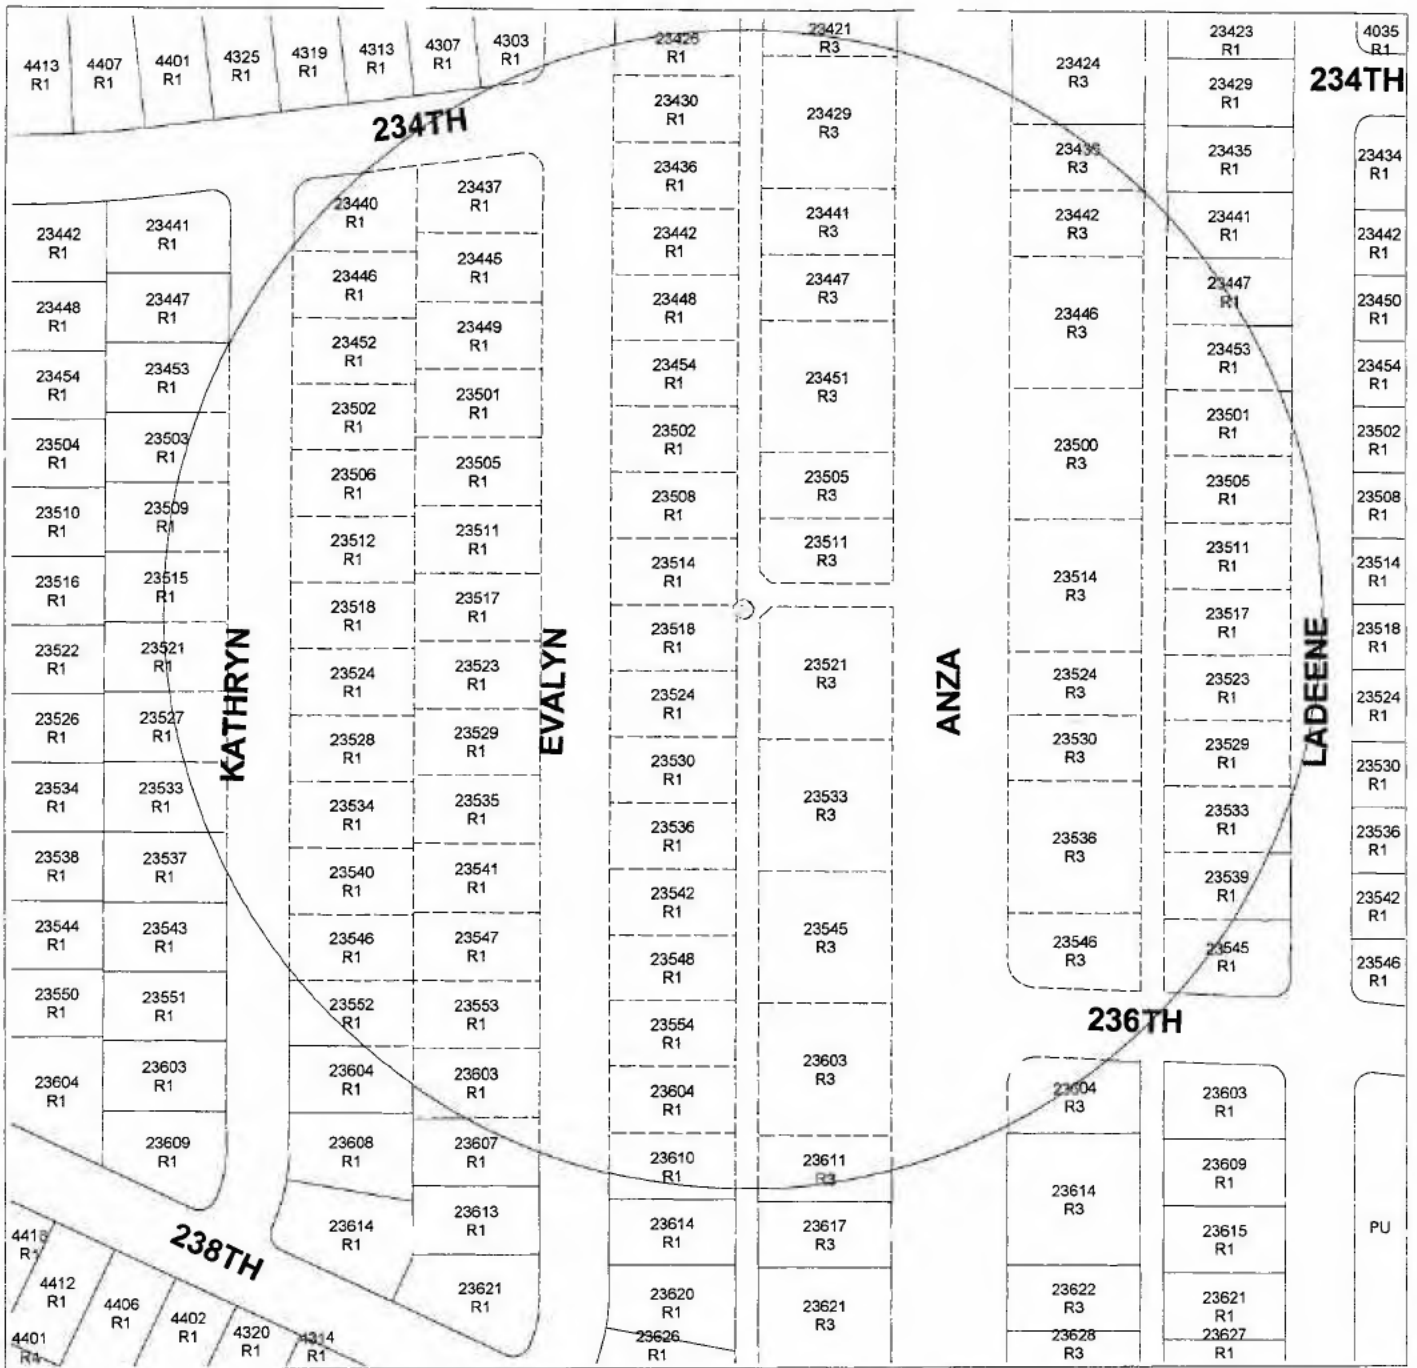 4413
R1
4407
R1
4401
R1
4325
R1
4319
R1
4313
R1
4307
R1
4303
R1
234TH
23442
R1
23448
R1
23454
R1
23504
R1
23510
R1
23516
R1
23522
R1
23526
R1
23534
R1
23538
R1
23544
R1
23550
R1
23604
R1
23441
R1
23447
R1
23453
R1
23503
R1
23509
R1
23515
R1
23521
R1
23527
R1
23533
R1
23537
R1
23543
R1
23551
R1
23603
R1
23609
R1
KATHRYN
23440
R1
23446
R1
23452
R1
23502
R1
23506
R1
23512
R1
23518
R1
23524
R1
23528
R1
23534
R1
23540
R1
23546
R1
23552
R1
23604
R1
23608
R1
23614
R1
23437
R1
23445
R1
23449
R1
23501
R1
23505
R1
23511
R1
23517
R1
23523
R1
23529
R1
23535
R1
23541
R1
23547
R1
23553
R1
23603
R1
23607
R1
23613
R1
23621
R1
EVALYN
23426
R1
23430
R1
23436
R1
23442
R1
23448
R1
23454
R1
23502
R1
23508
R1
23514
R1
23518
R1
23524
R1
23530
R1
23536
R1
23542
R1
23548
R1
23554
R1
23604
R1
23610
R1
23614
R1
23620
R1
23626
R1
23421
R3
23429
R3
23441
R3
23447
R3
23451
R3
23505
R3
23511
R3
23521
R3
23533
R3
23545
R3
23603
R3
23611
R3
23617
R3
23621
R3
ANZA
23424
R3
23436
R3
23442
R3
23446
R3
23500
R3
23514
R3
23524
R3
23530
R3
23536
R3
23546
R3
236TH
23604
R3
23614
R3
23622
R3
23628
R3
23423
R1
23429
R1
23435
R1
23441
R1
23447
R1
23453
R1
23501
R1
23505
R1
23511
R1
23517
R1
23523
R1
23529
R1
23533
R1
23539
R1
23545
R1
23603
R1
23609
R1
23615
R1
23621
R1
23627
R1
LADEENE
4035
R1
234TH
23434
R1
23442
R1
23450
R1
23454
R1
23502
R1
23508
R1
23514
R1
23518
R1
23524
R1
23530
R1
23536
R1
23542
R1
23546
R1
PU
238TH
4418
R1
4412
R1
4406
R1
4402
R1
4320
R1
4314
R1
4401
R1